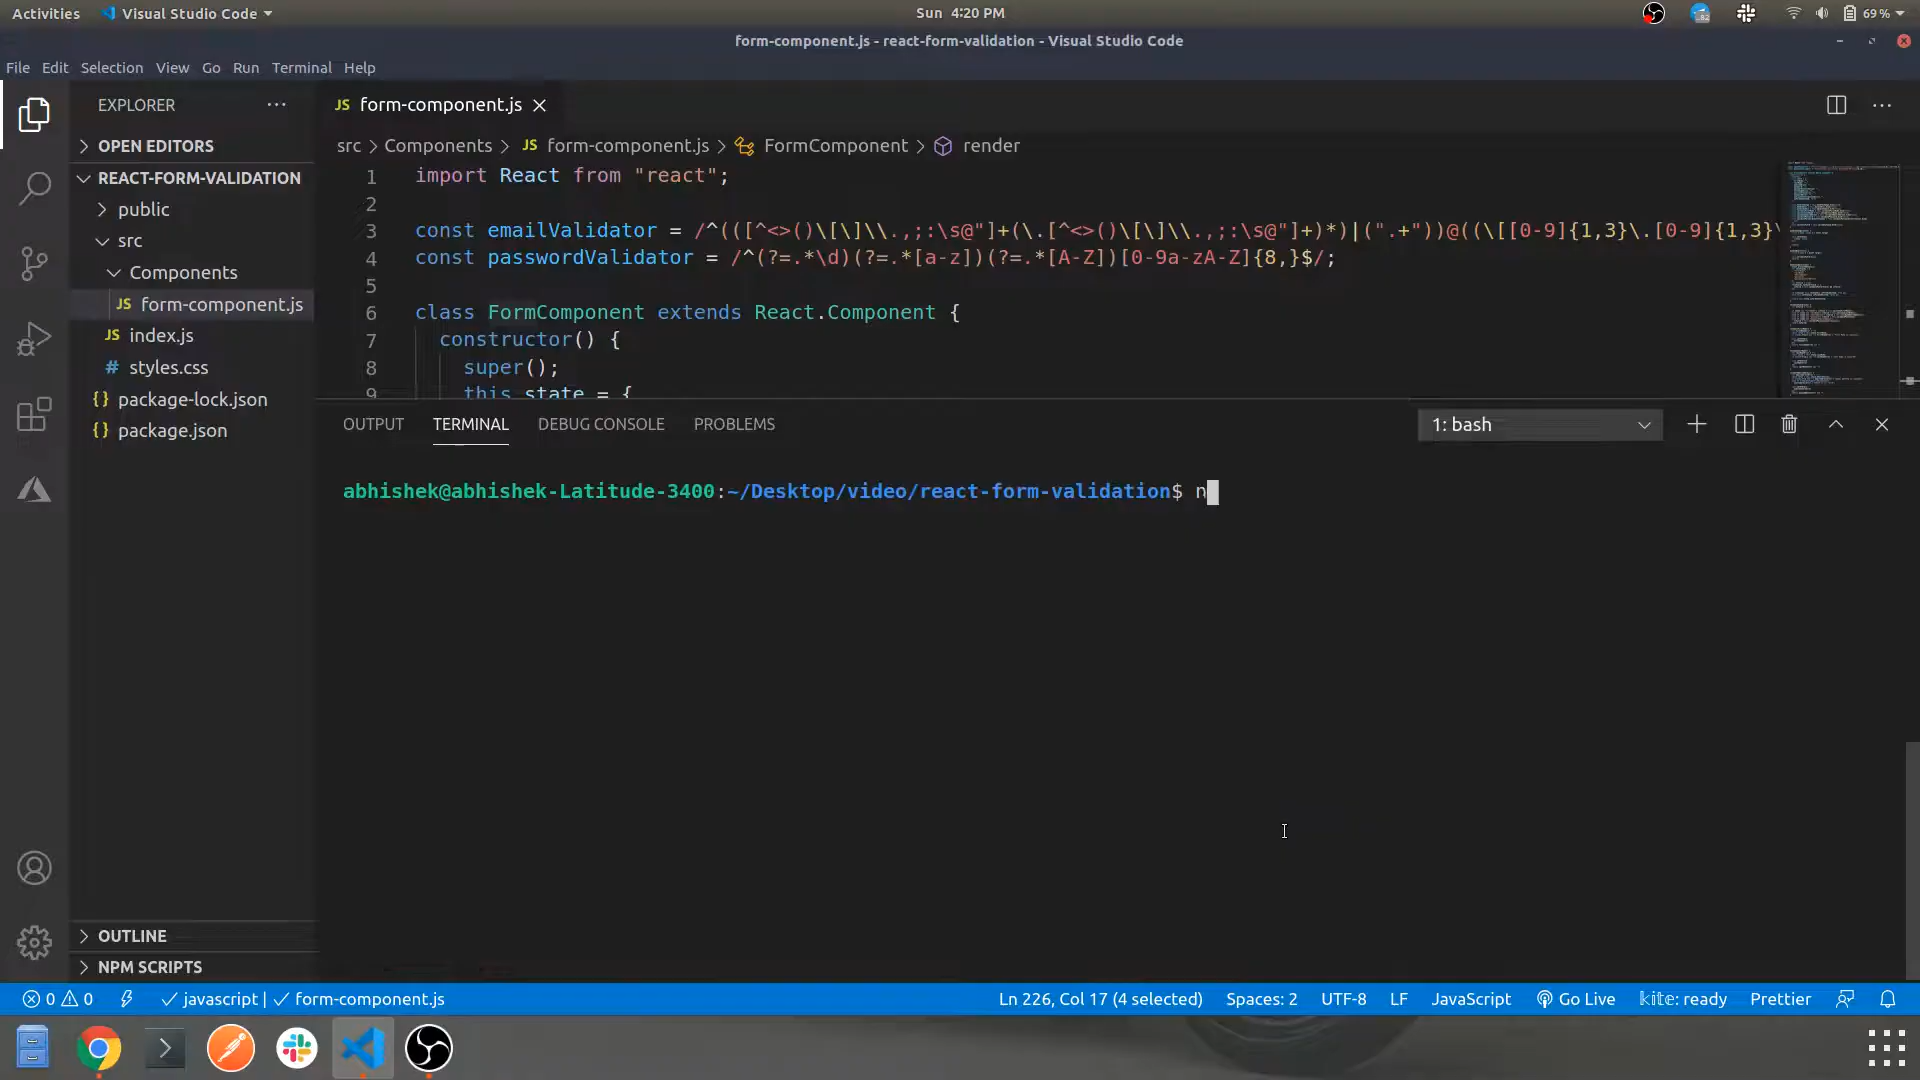 Activities Visual Studio Code Sun 4:20 PM 69 %
form-component.js - react-form-validation - Visual Studio Code
File Edit Selection View Go Run Terminal Help
EXPLORER
OPEN EDITORS
REACT-FORM-VALIDATION
public
src
Components
JS form-component.js
JS index.js
# styles.css
{} package-lock.json
{} package.json
OUTLINE
NPM SCRIPTS
JS form-component.js
src > Components > JS form-component.js > FormComponent > render
1 import React from "react";
2
3 const emailValidator = /^(([^<>()\[\]\\.,;:\s@"]+(\.[^<>()\[\]\\.,;:\s@"]+)*)|(".+"))@((\[[0-9]{1,3}\.[0-9]{1,3}\
4 const passwordValidator = /^(?=.*\d)(?=.*[a-z])(?=.*[A-Z])[0-9a-zA-Z]{8,}$/;
5
6 class FormComponent extends React.Component {
7 constructor() {
8 super();
9 this.state = {
OUTPUT TERMINAL DEBUG CONSOLE PROBLEMS 1: bash
abhishek@abhishek-Latitude-3400:~/Desktop/video/react-form-validation$ n
0 0 javascript | form-component.js Ln 226, Col 17 (4 selected) Spaces: 2 UTF-8 LF JavaScript Go Live kite: ready Prettier